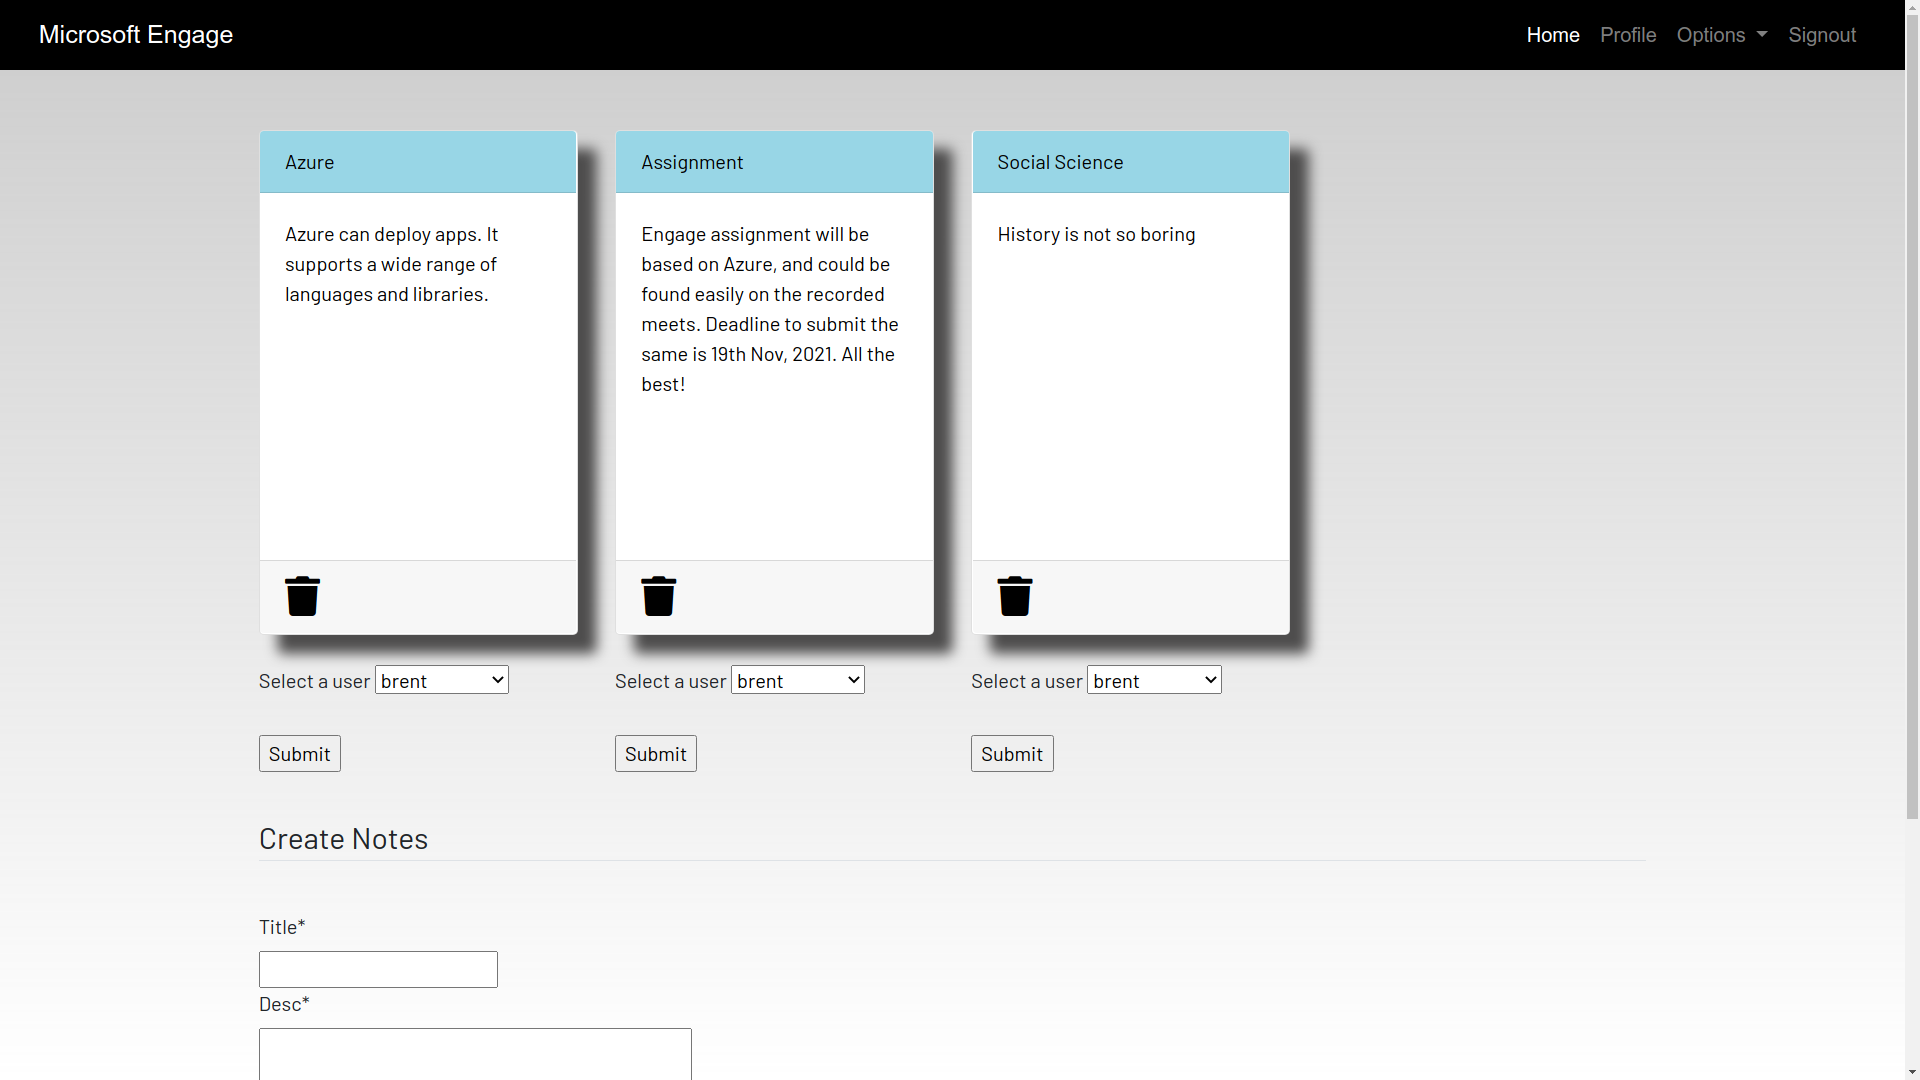 Microsoft Engage
Home Profile Options Signout
Azure
Azure can deploy apps. It
supports a wide range of
languages and libraries.
Select a user brent
Submit
Assignment
Engage assignment will be
based on Azure, and could be
found easily on the recorded
meets. Deadline to submit the
same is 19th Nov, 2021. All the
best!
Select a user brent
Submit
Social Science
History is not so boring
Select a user brent
Submit
Create Notes
Title*
Desc*